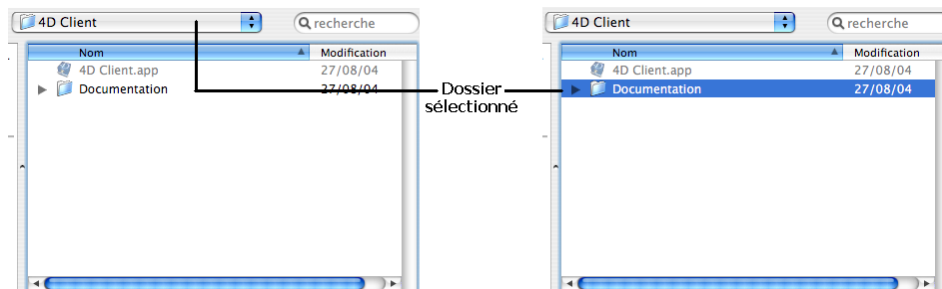 4D Client
recherche
Nom Modification
4D Client.app 27/08/04
Documentation 27/08/04
Dossier
sélectionné
4D Client
recherche
Nom Modification
4D Client.app 27/08/04
Documentation 27/08/04